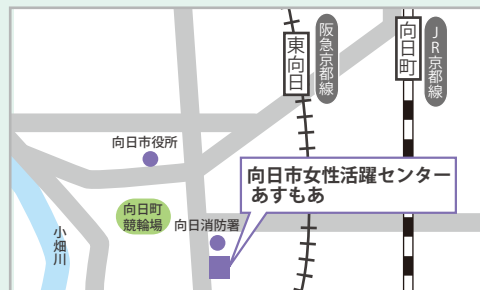 阪急京都線
東向日
JR京都線
向日町
向日市役所
向日市女性活躍センター
あすもあ
向日町
競輪場
向日消防署
小畑川